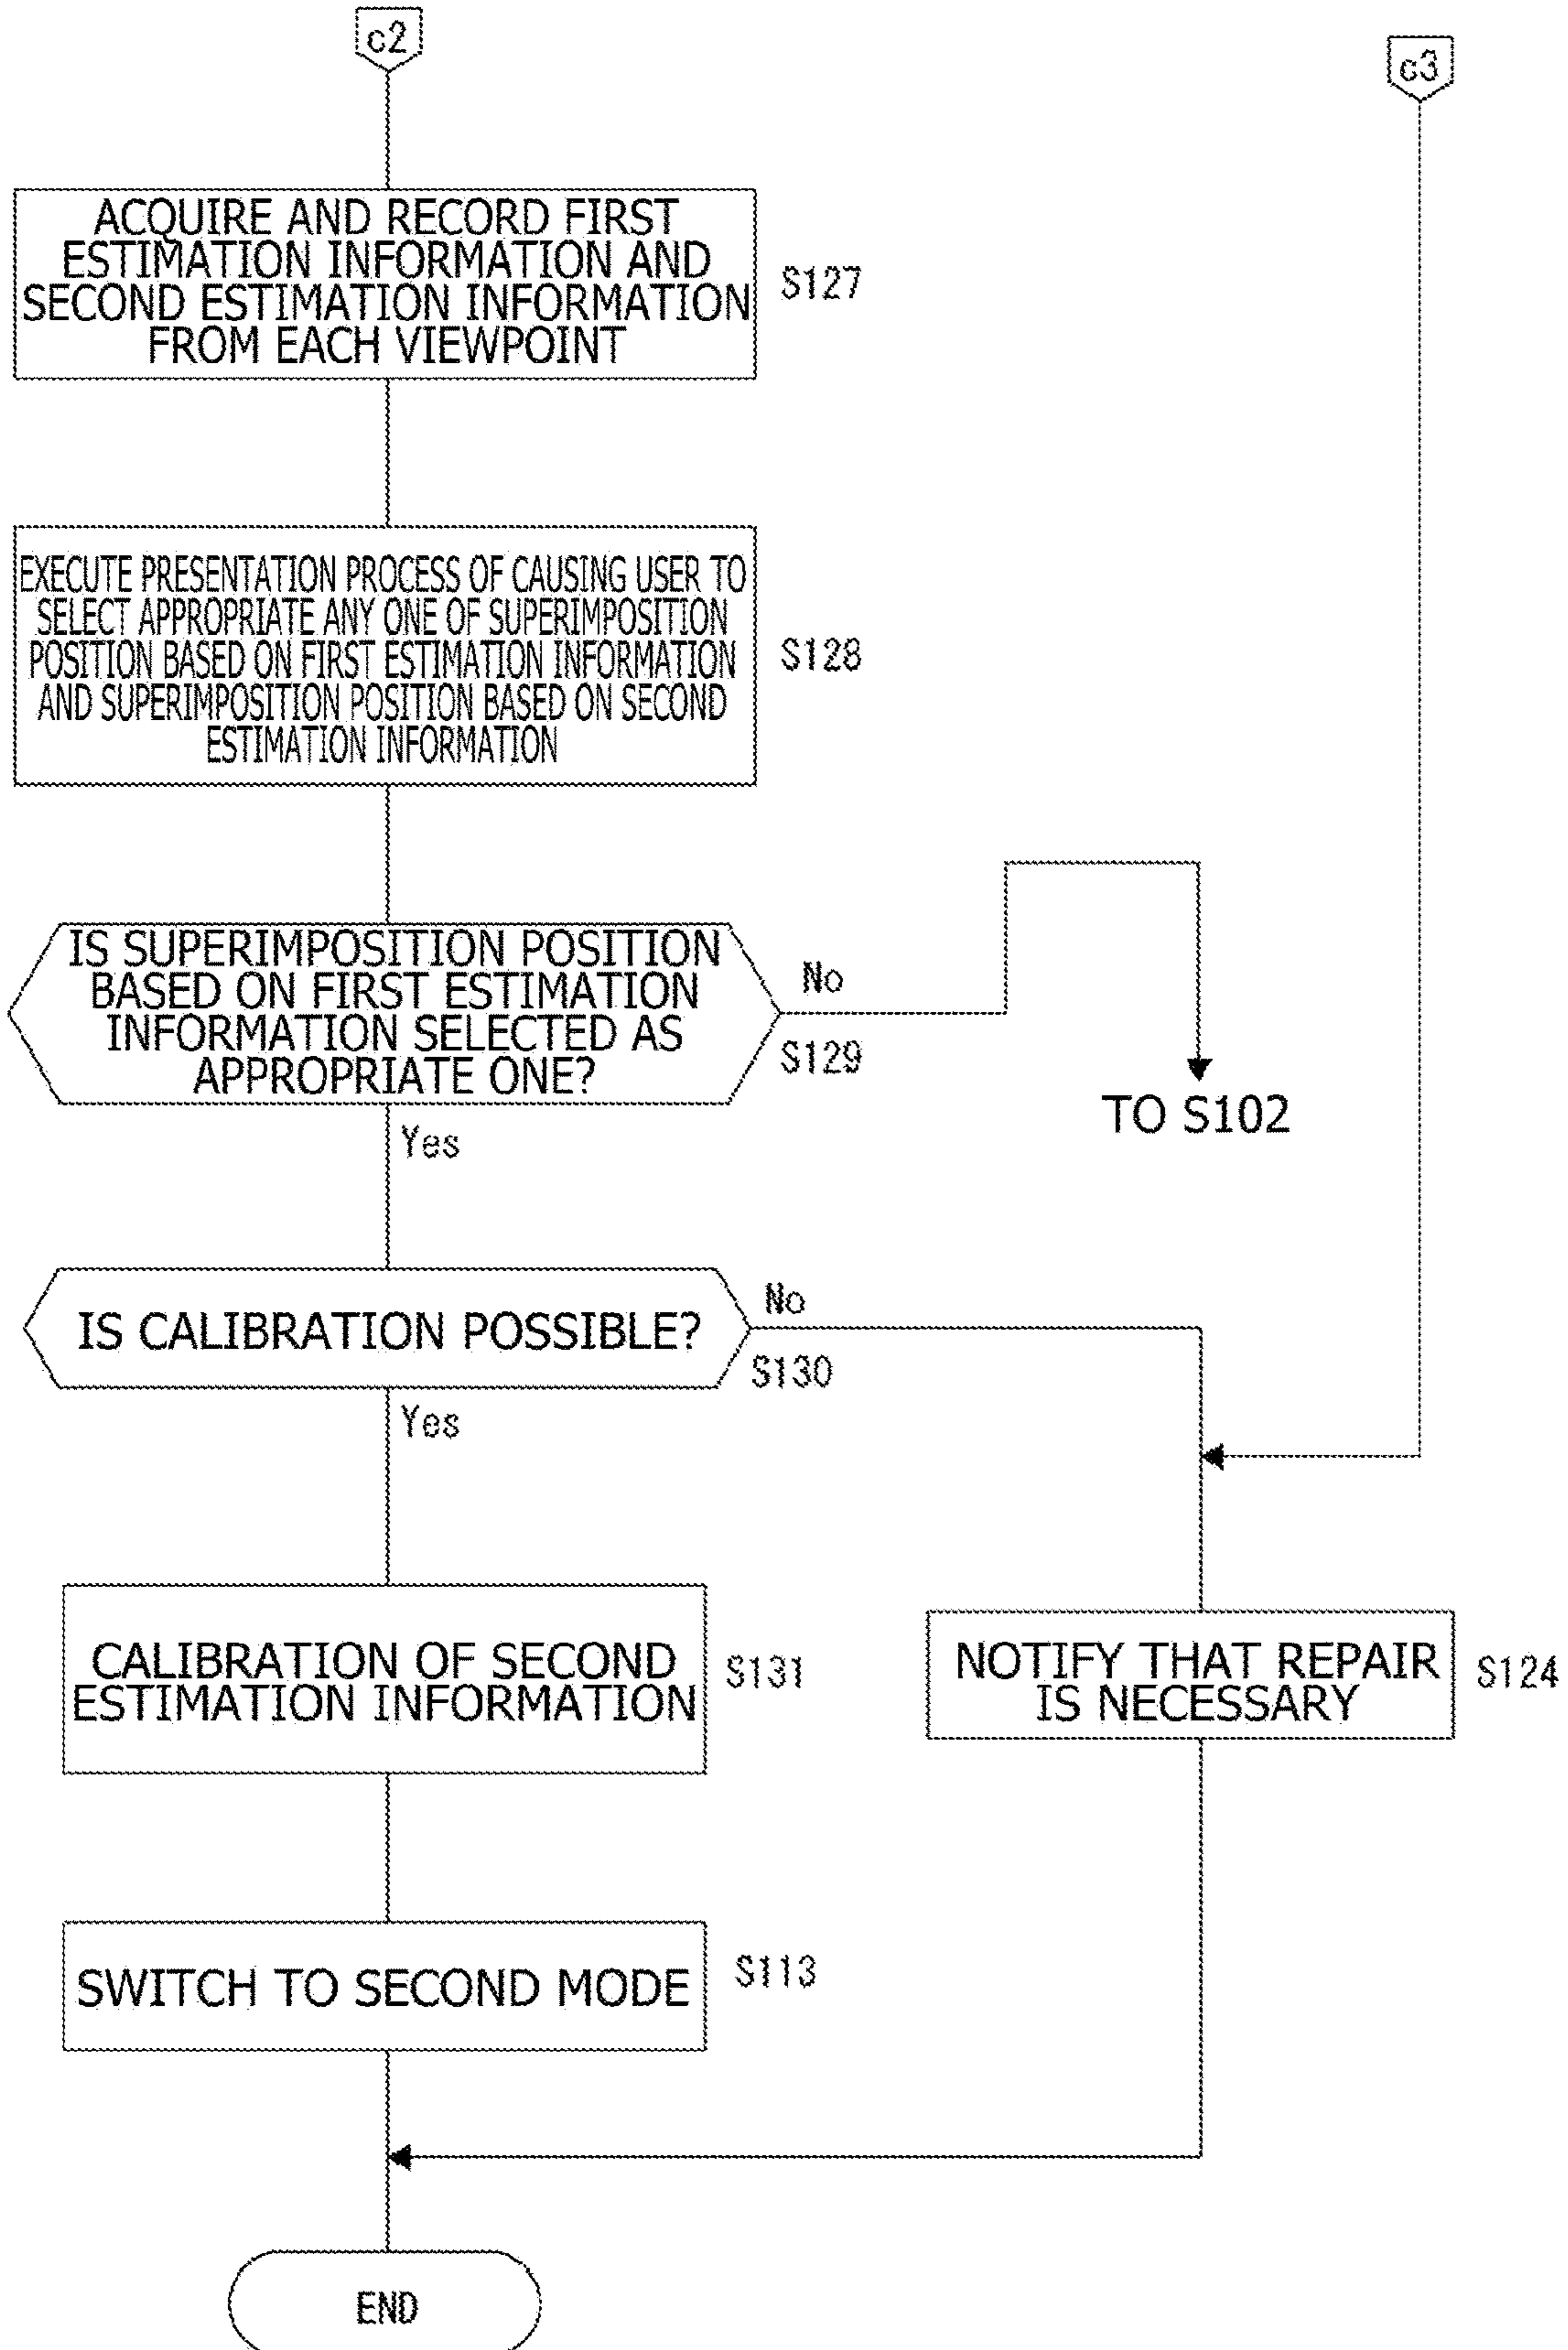 c2
c3
ACQUIRE AND RECORD FIRST
ESTIMATION INFORMATION AND
SECOND ESTIMATION INFORMATION
FROM EACH VIEWPOINT
S127
EXECUTE PRESENTATION PROCESS OF CAUSING USER TO
SELECT APPROPRIATE ANY ONE OF SUPERIMPOSITION
POSITION BASED ON FIRST ESTIMATION INFORMATION
AND SUPERIMPOSITION POSITION BASED ON SECOND
ESTIMATION INFORMATION
S128
IS SUPERIMPOSITION POSITION
BASED ON FIRST ESTIMATION
INFORMATION SELECTED AS
APPROPRIATE ONE?
No
S129
TO S102
Yes
IS CALIBRATION POSSIBLE?
No
S130
Yes
CALIBRATION OF SECOND
ESTIMATION INFORMATION
S131
NOTIFY THAT REPAIR
IS NECESSARY
S124
SWITCH TO SECOND MODE
S113
END